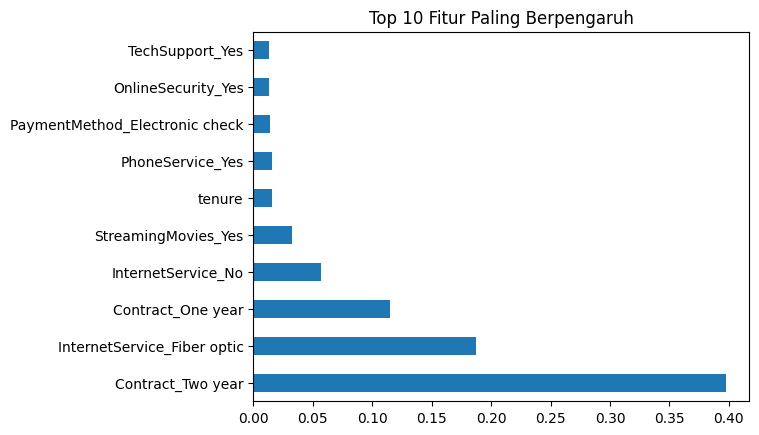 Top 10 Fitur Paling Berpengaruh
TechSupport_Yes
OnlineSecurity_Yes
PaymentMethod_Electronic check
PhoneService_Yes
tenure
StreamingMovies_Yes
InternetService_No
Contract_One year
InternetService_Fiber optic
Contract_Two year
0.00 0.05 0.10 0.15 0.20 0.25 0.30 0.35 0.40